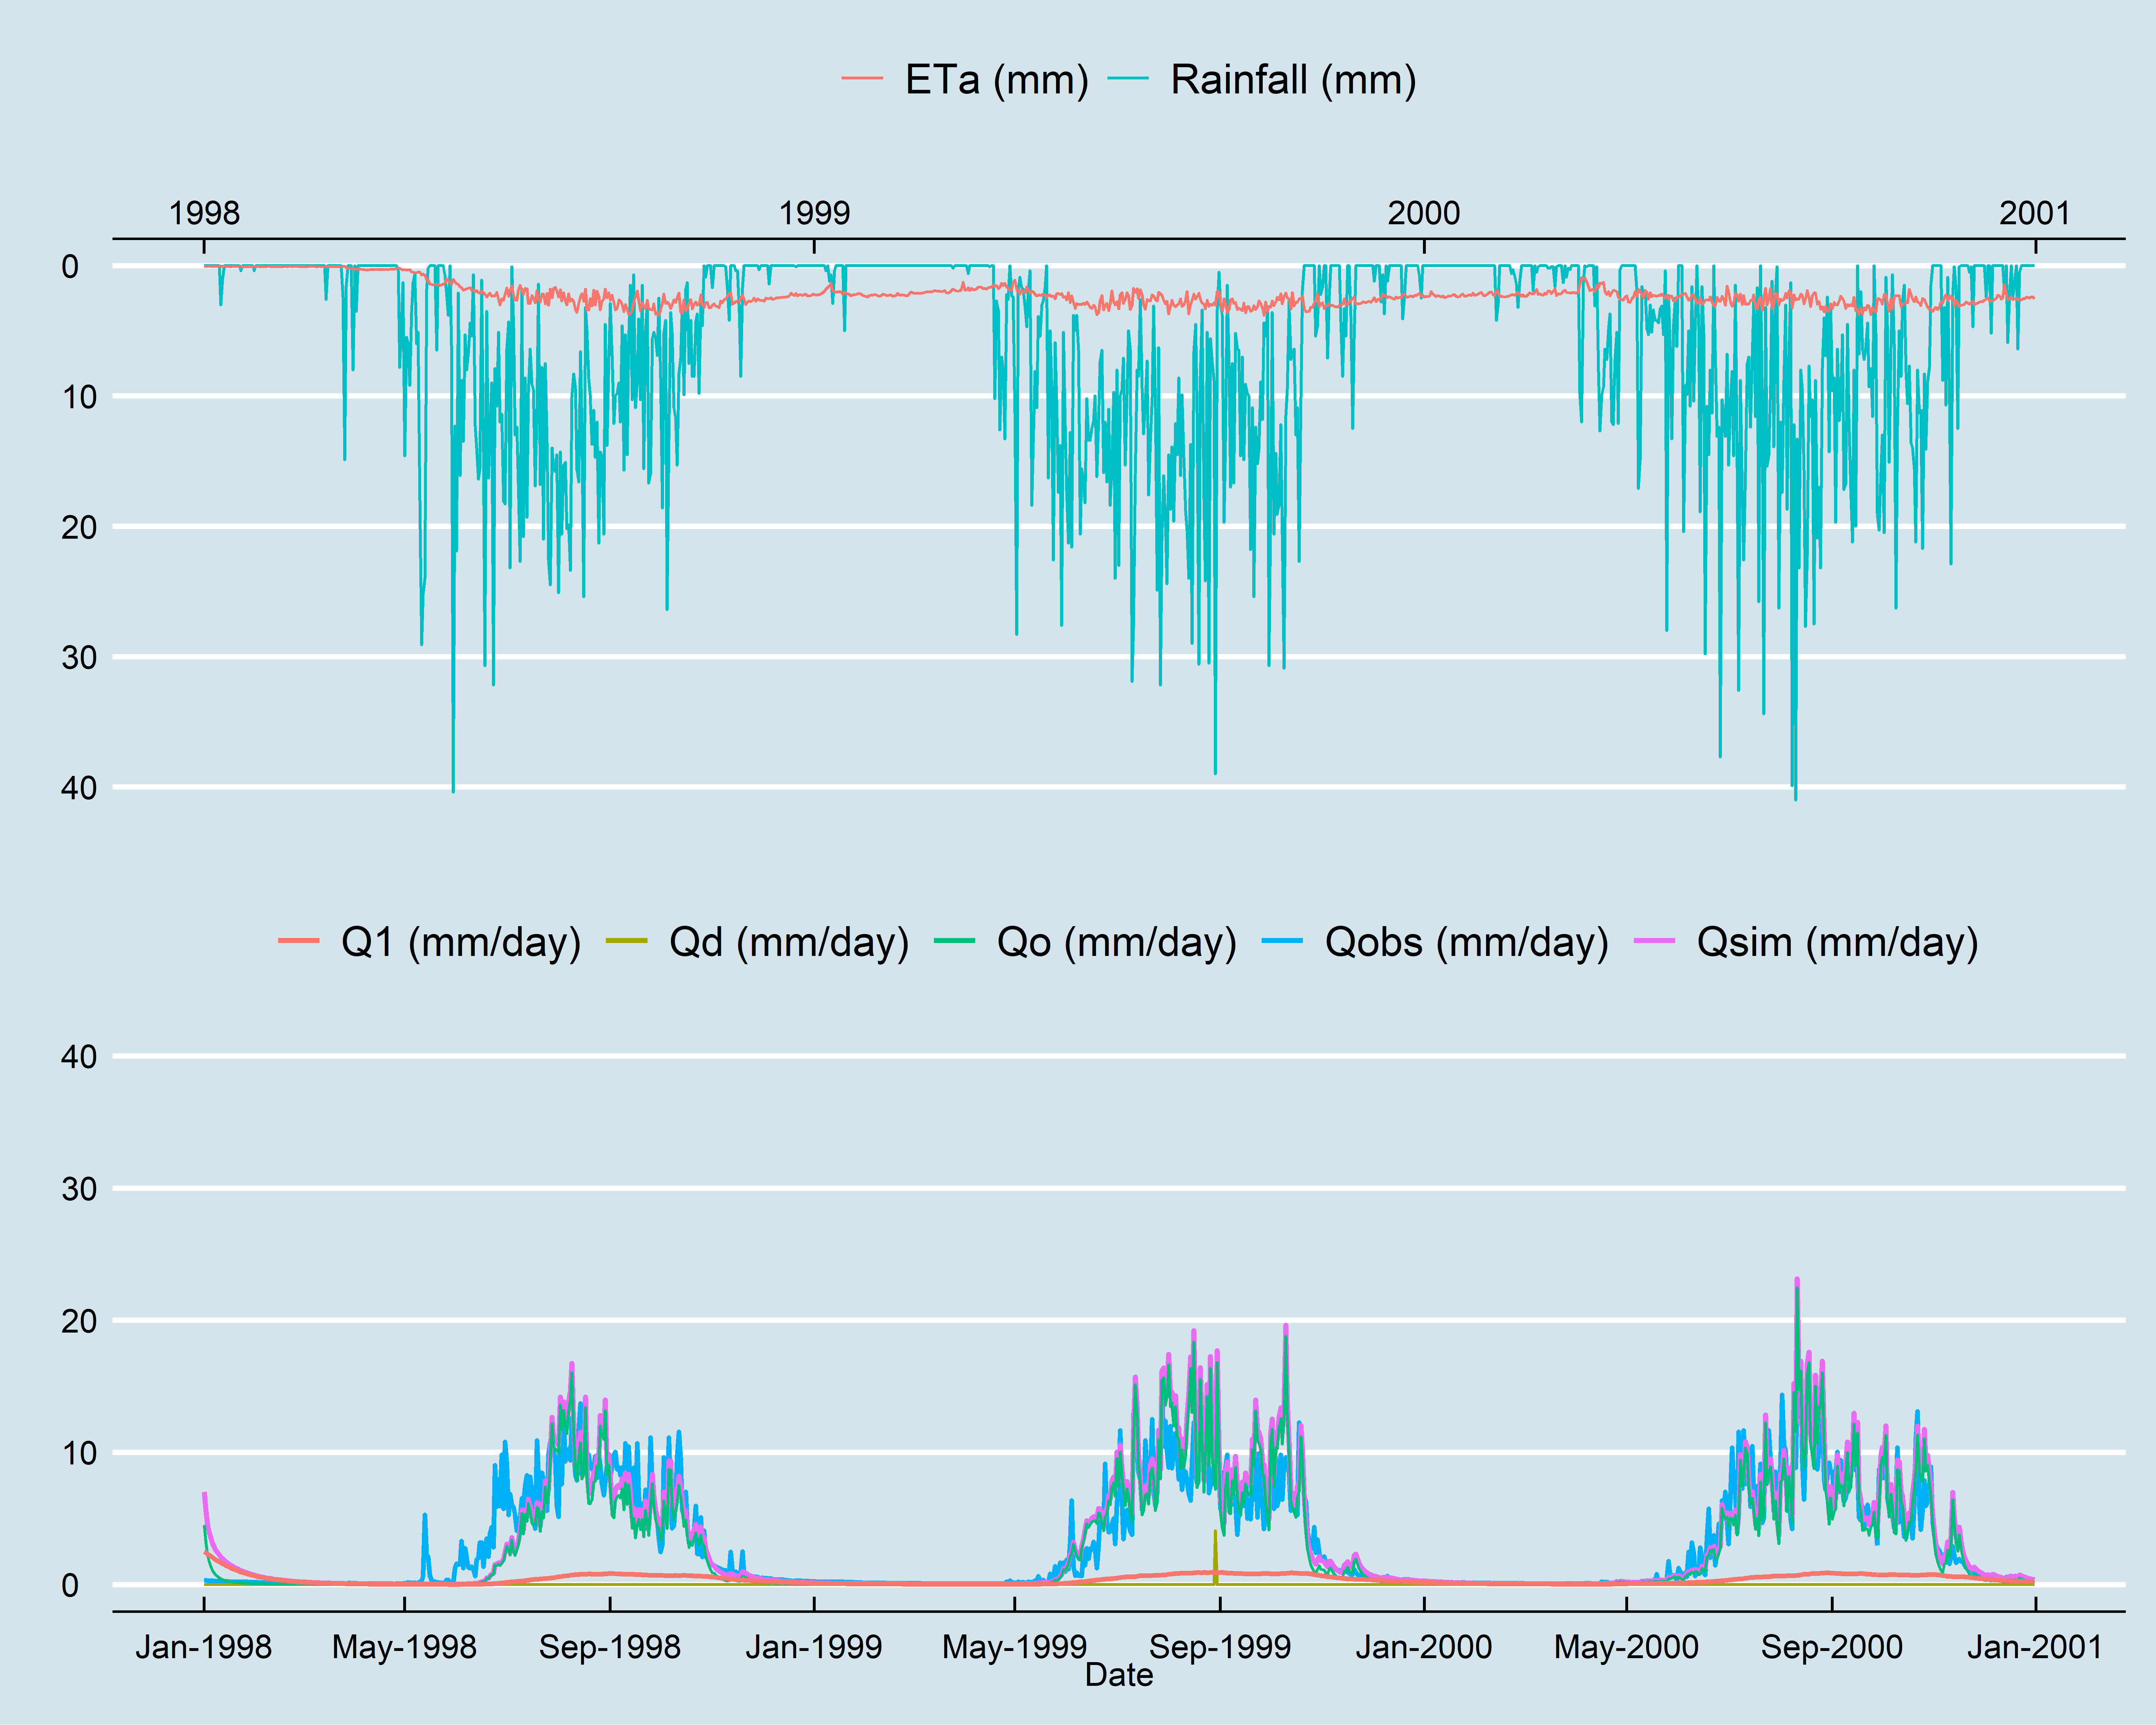 ETa (mm) Rainfall (mm)
1998 1999 2000 2001
0
10
20
30
40
Q1 (mm/day) Qd (mm/day) Qo (mm/day) Qobs (mm/day) Qsim (mm/day)
40
30
20
10
0
Jan-1998 May-1998 Sep-1998 Jan-1999 May-1999 Sep-1999 Jan-2000 May-2000 Sep-2000 Jan-2001
Date